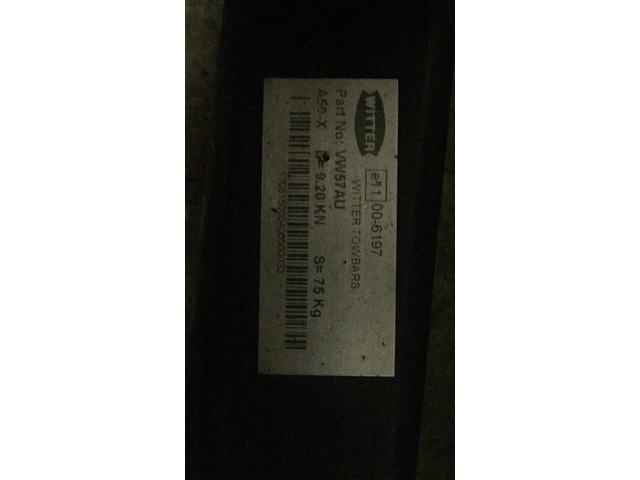 WITTER
e11 00-6197
WITTER TOWBARS
Part No: VW57AU
A50-X D= 9.20 KN S= 75 Kg